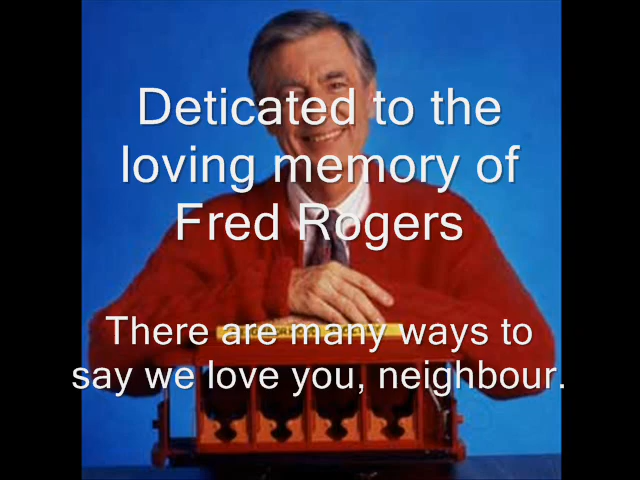 Deticated to the
loving memory of
Fred Rogers
There are many ways to
say we love you, neighbour.